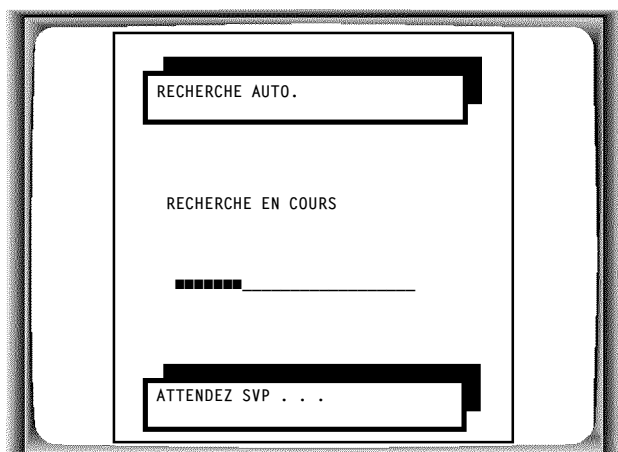 RECHERCHE AUTO.
RECHERCHE EN COURS
ATTENDEZ SVP . . .